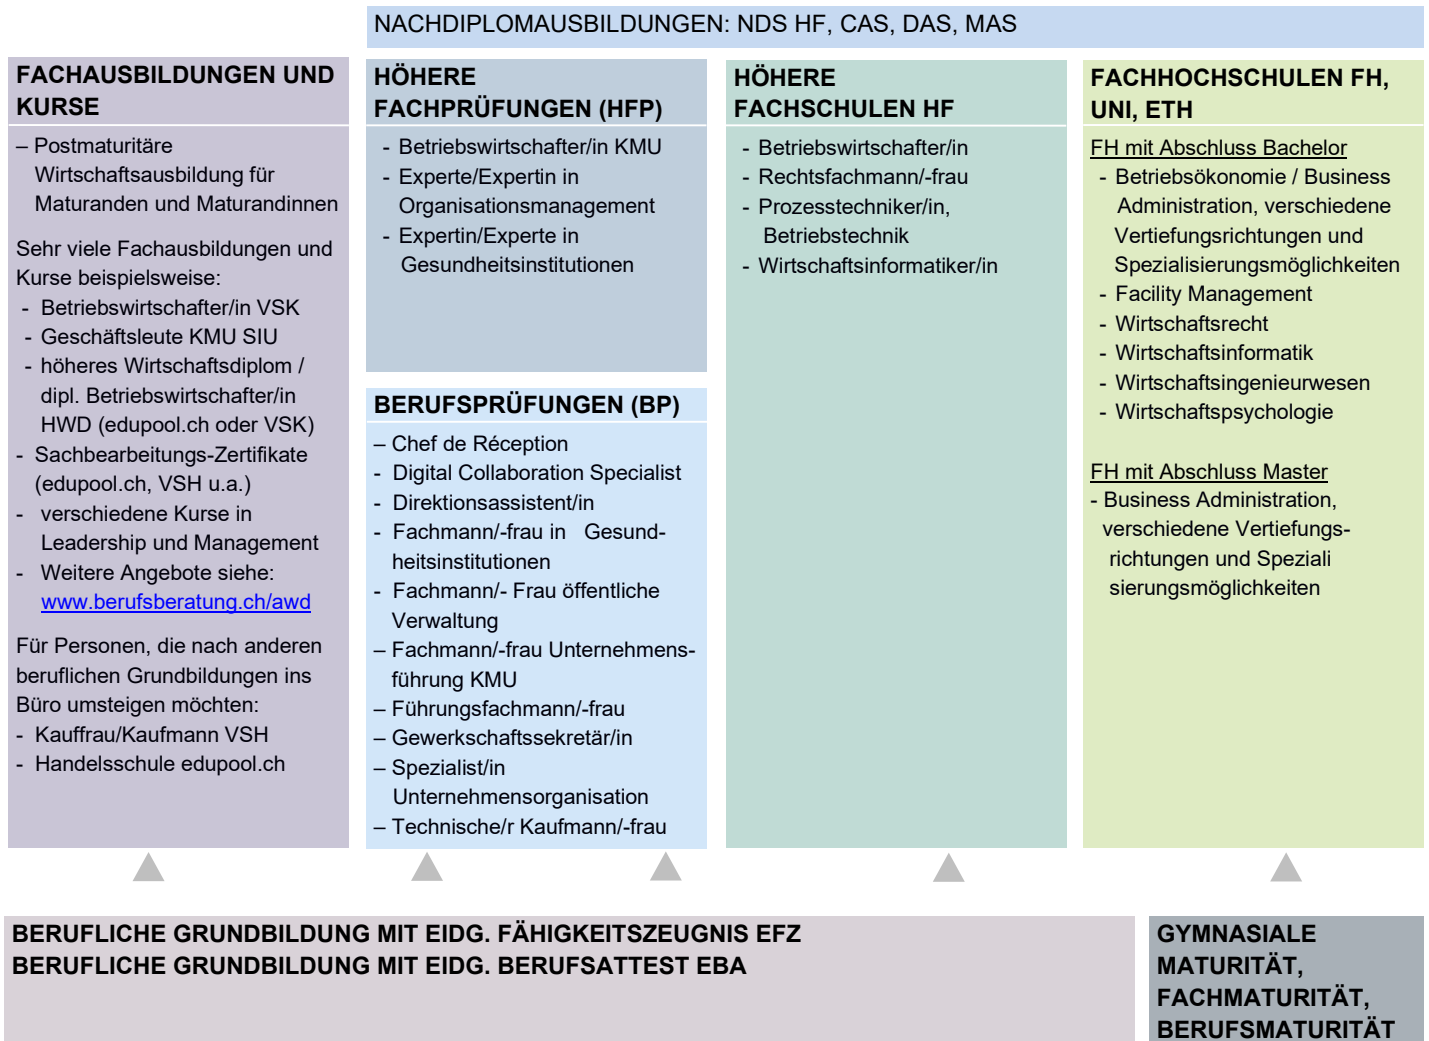 NACHDIPLOMAUSBILDUNGEN: NDS HF, CAS, DAS, MAS
FACHAUSBILDUNGEN UND
KURSE
– Postmaturitäre
Wirtschaftsausbildung für
Maturanden und Maturandinnen
Sehr viele Fachausbildungen und
Kurse beispielsweise:
- Betriebswirtschafter/in VSK
- Geschäftsleute KMU SIU
- höheres Wirtschaftsdiplom /
dipl. Betriebswirtschafter/in
HWD (edupool.ch oder VSK)
- Sachbearbeitungs-Zertifikate
(edupool.ch, VSH u.a.)
- verschiedene Kurse in
Leadership und Management
- Weitere Angebote siehe:
www.berufsberatung.ch/awd
Für Personen, die nach anderen
beruflichen Grundbildungen ins
Büro umsteigen möchten:
- Kauffrau/Kaufmann VSH
- Handelsschule edupool.ch
HÖHERE
FACHPRÜFUNGEN (HFP)
- Betriebswirtschafter/in KMU
- Experte/Expertin in
Organisationsmanagement
- Expertin/Experte in
Gesundheitsinstitutionen
BERUFSPRÜFUNGEN (BP)
– Chef de Réception
- Digital Collaboration Specialist
- Direktionsassistent/in
- Fachmann/-frau in Gesund-
heitsinstitutionen
- Fachmann/- Frau öffentliche
Verwaltung
– Fachmann/-frau Unternehmens-
führung KMU
– Führungsfachmann/-frau
– Gewerkschaftssekretär/in
– Spezialist/in
Unternehmensorganisation
– Technische/r Kaufmann/-frau
HÖHERE
FACHSCHULEN HF
- Betriebswirtschafter/in
- Rechtsfachmann/-frau
- Prozesstechniker/in,
Betriebstechnik
- Wirtschaftsinformatiker/in
FACHHOCHSCHULEN FH,
UNI, ETH
FH mit Abschluss Bachelor
- Betriebsökonomie / Business
Administration, verschiedene
Vertiefungsrichtungen und
Spezialisierungsmöglichkeiten
- Facility Management
- Wirtschaftsrecht
- Wirtschaftsinformatik
- Wirtschaftsingenieurwesen
- Wirtschaftspsychologie
FH mit Abschluss Master
- Business Administration,
verschiedene Vertiefungs-
richtungen und Speziali
sierungsmöglichkeiten
BERUFLICHE GRUNDBILDUNG MIT EIDG. FÄHIGKEITSZEUGNIS EFZ
BERUFLICHE GRUNDBILDUNG MIT EIDG. BERUFSATTEST EBA
GYMNASIALE
MATURITÄT,
FACHMATURITÄT,
BERUFSMATURITÄT